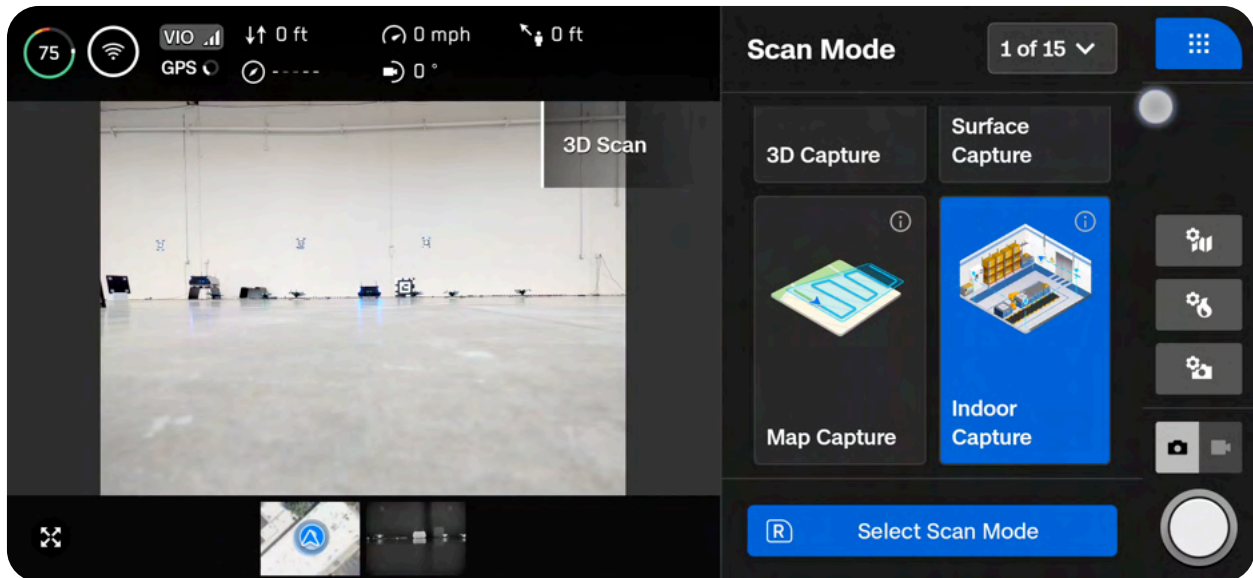 75
VIO
0 ft
0 mph
0 ft
GPS
-----
0 °
Scan Mode
1 of 15
3D Scan
3D Capture
Surface
Capture
Map Capture
Indoor
Capture
R
Select Scan Mode